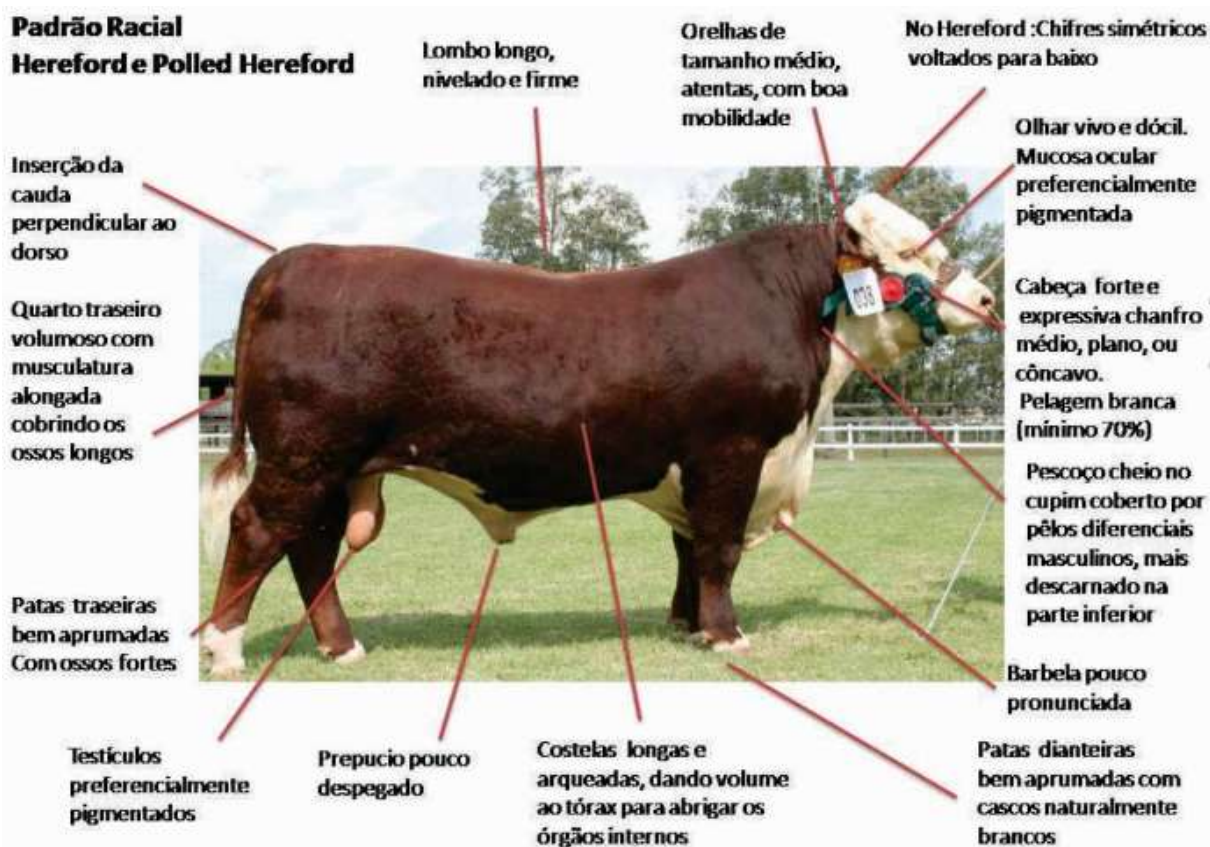 Padrão Racial
Hereford e Polled Hereford
Lombo longo,
nivelado e firme
Orelhas de
tamanho médio,
atentas, com boa
mobilidade
No Hereford :Chifres simétricos
voltados para baixo
Olhar vivo e dócil.
Mucosa ocular
preferencialmente
pigmentada
Inserção da
cauda
perpendicular ao
dorso
Cabeça forte e
expressiva chanfro
médio, plano, ou
côncavo.
Pelagem branca
(mínimo 70%)
038
Quarto traseiro
volumoso com
musculatura
alongada
cobrindo os
ossos longos
Pescoço cheio no
cupim coberto por
pêlos diferenciais
masculinos, mais
descarnado na
parte inferior
Patas traseiras
bem aprumadas
Com ossos fortes
Barbela pouco
pronunciada
Testículos
preferencialmente
pigmentados
Prepucio pouco
despegado
Costelas longas e
arqueadas, dando volume
ao tórax para abrigar os
órgãos internos
Patas dianteiras
bem aprumadas com
cascos naturalmente
brancos